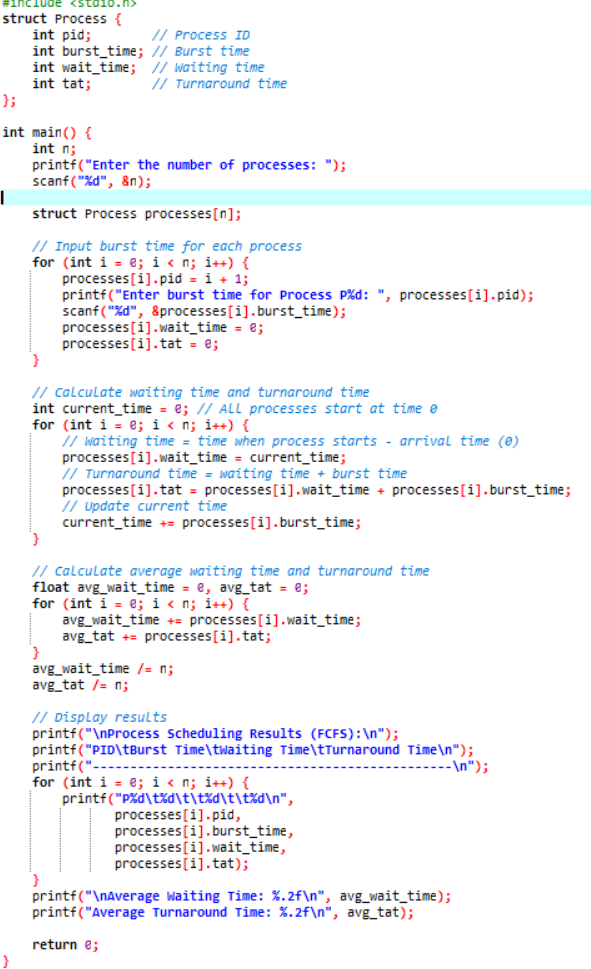 #include <stdio.h>
struct Process {
    int pid;        // Process ID
    int burst_time; // Burst time
    int wait_time;  // Waiting time
    int tat;        // Turnaround time
};

int main() {
    int n;
    printf("Enter the number of processes: ");
    scanf("%d", &n);

    struct Process processes[n];

    // Input burst time for each process
    for (int i = 0; i < n; i++) {
        processes[i].pid = i + 1;
        printf("Enter burst time for Process P%d: ", processes[i].pid);
        scanf("%d", &processes[i].burst_time);
        processes[i].wait_time = 0;
        processes[i].tat = 0;
    }

    // Calculate waiting time and turnaround time
    int current_time = 0; // All processes start at time 0
    for (int i = 0; i < n; i++) {
        // Waiting time = time when process starts - arrival time (0)
        processes[i].wait_time = current_time;
        // Turnaround time = waiting time + burst time
        processes[i].tat = processes[i].wait_time + processes[i].burst_time;
        // Update current time
        current_time += processes[i].burst_time;
    }

    // Calculate average waiting time and turnaround time
    float avg_wait_time = 0, avg_tat = 0;
    for (int i = 0; i < n; i++) {
        avg_wait_time += processes[i].wait_time;
        avg_tat += processes[i].tat;
    }
    avg_wait_time /= n;
    avg_tat /= n;

    // Display results
    printf("\nProcess Scheduling Results (FCFS):\n");
    printf("PID\tBurst Time\tWaiting Time\tTurnaround Time\n");
    printf("------------------------------------------------\n");
    for (int i = 0; i < n; i++) {
        printf("P%d\t%d\t\t%d\t\t%d\n",
               processes[i].pid,
               processes[i].burst_time,
               processes[i].wait_time,
               processes[i].tat);
    }
    printf("\nAverage Waiting Time: %.2f\n", avg_wait_time);
    printf("Average Turnaround Time: %.2f\n", avg_tat);

    return 0;
}